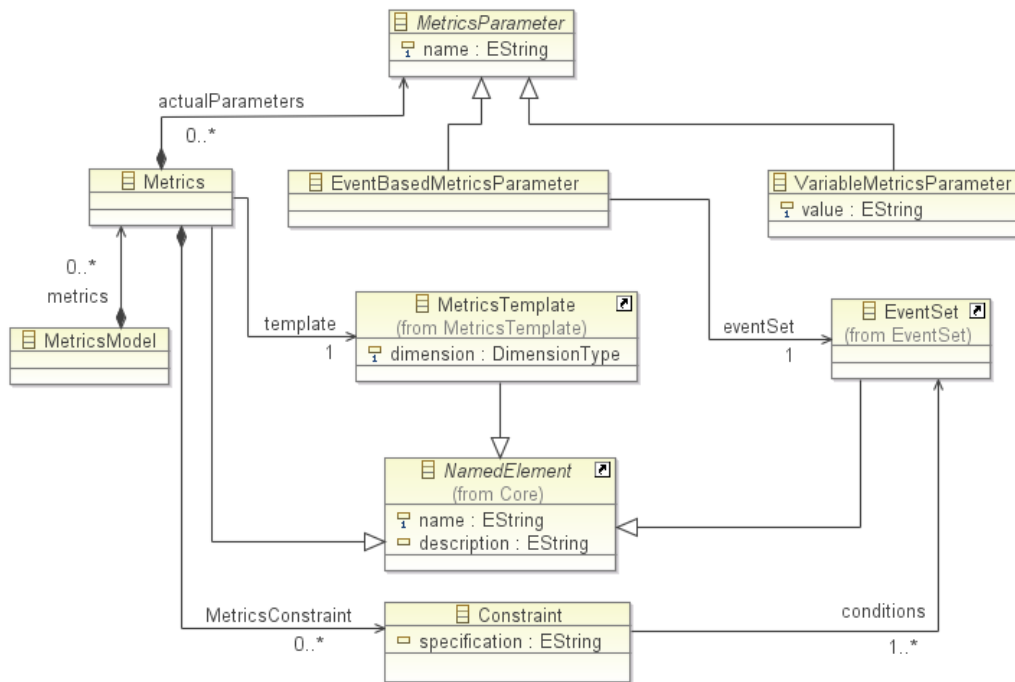 MetricsParameter
name : EString
actualParameters
0..*
Metrics
EventBasedMetricsParameter
VariableMetricsParameter
value : EString
0..*
metrics
MetricsModel
template
1
MetricsTemplate
(from MetricsTemplate)
dimension : DimensionType
eventSet
1
EventSet
(from EventSet)
NamedElement
(from Core)
name : EString
description : EString
MetricsConstraint
0..*
Constraint
specification : EString
conditions
1..*